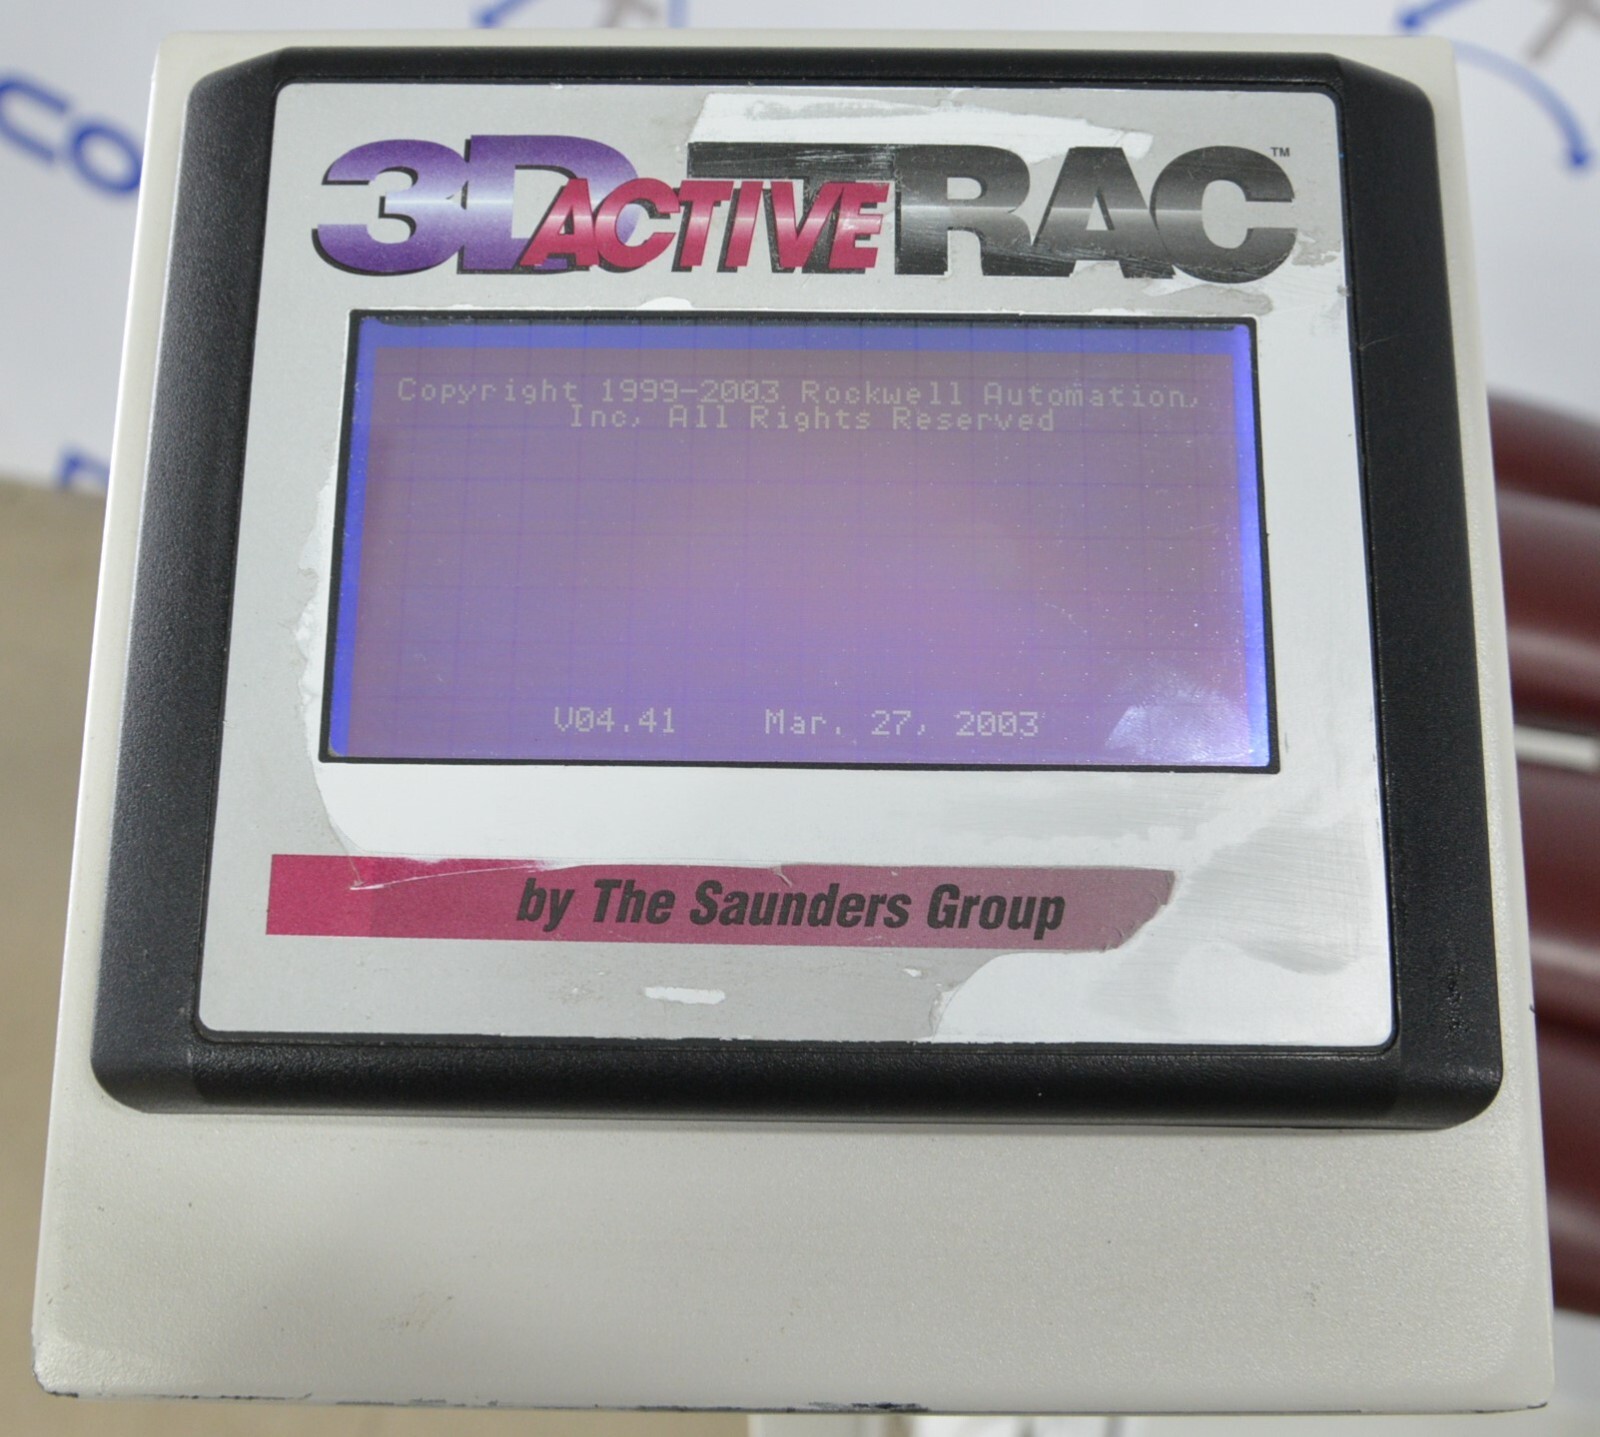 CO
3D ACTIVE TRAC™
Copyright 1999-2003 Rockwell Automation,
Inc, All Rights Reserved
V04.41 Mar. 27, 2003
by The Saunders Group